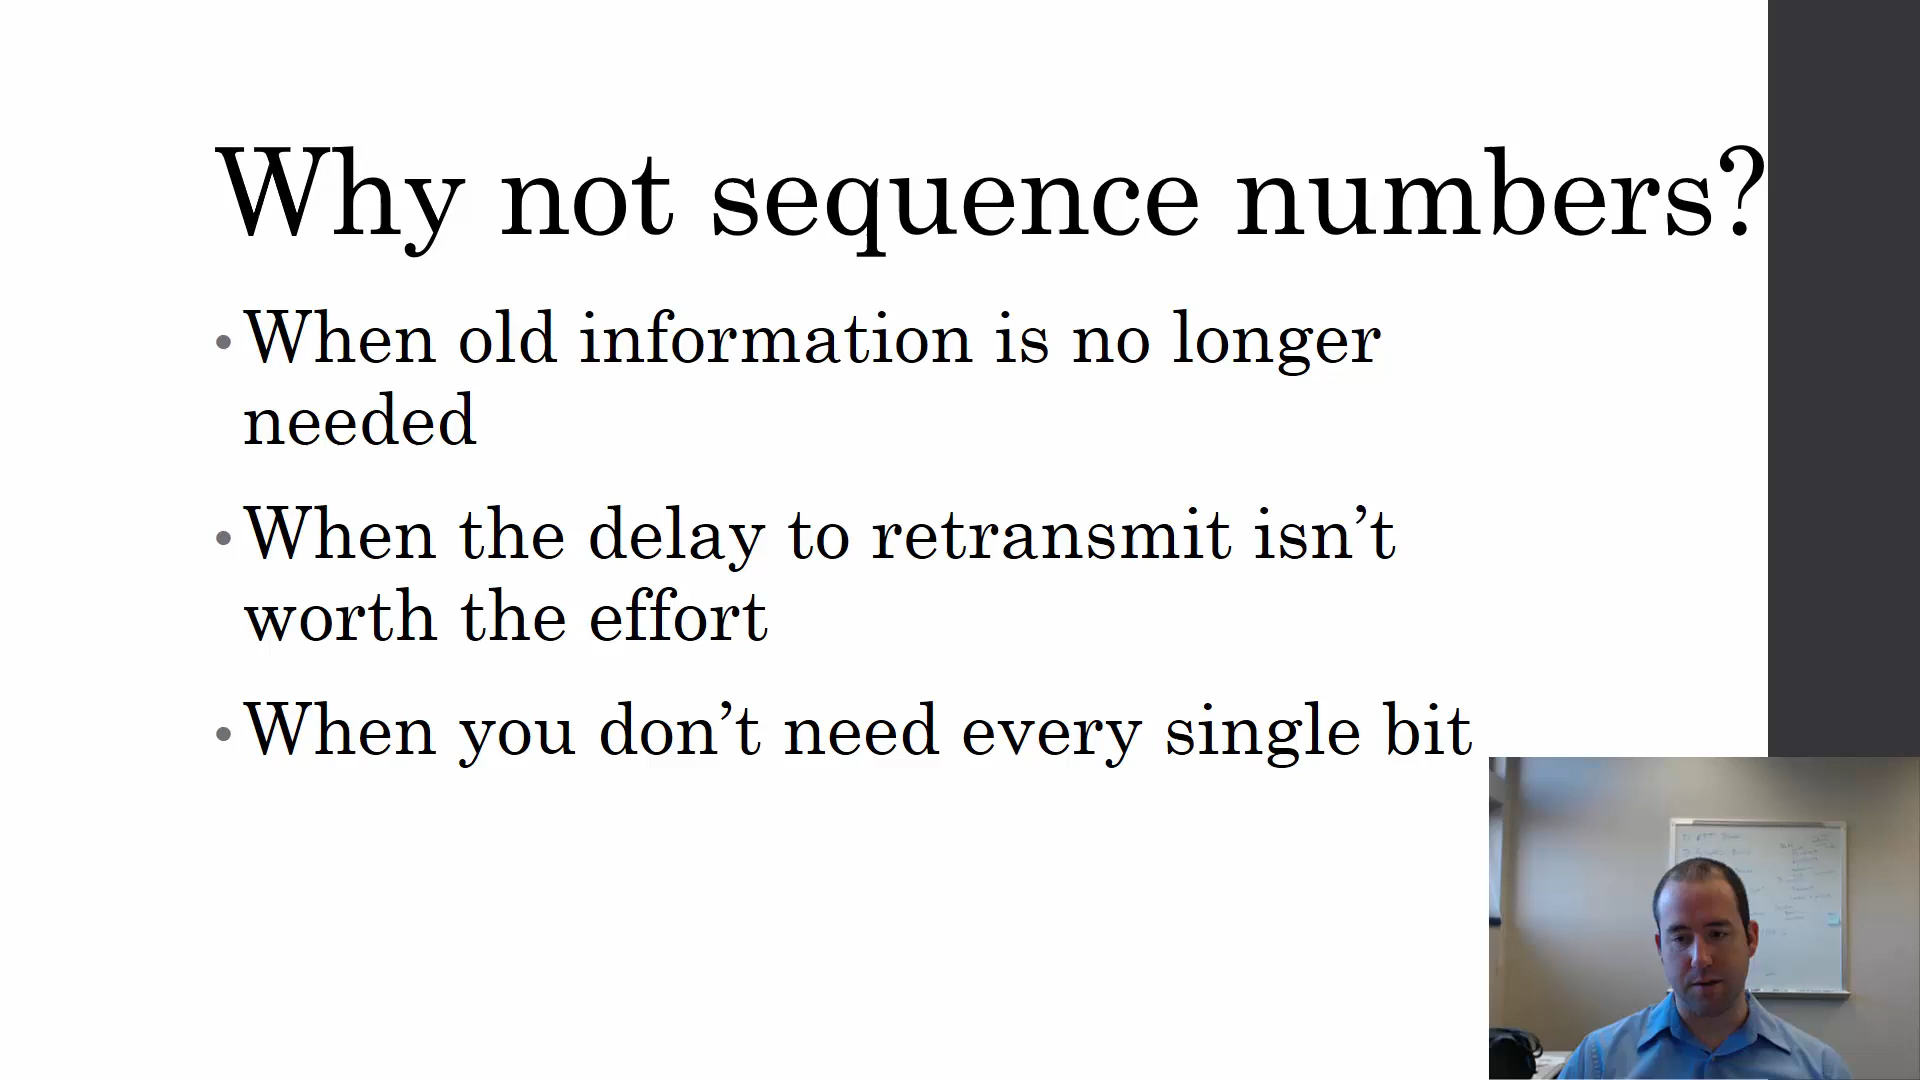 Why not sequence numbers?
• When old information is no longer
needed
• When the delay to retransmit isn’t
worth the effort
• When you don’t need every single bit